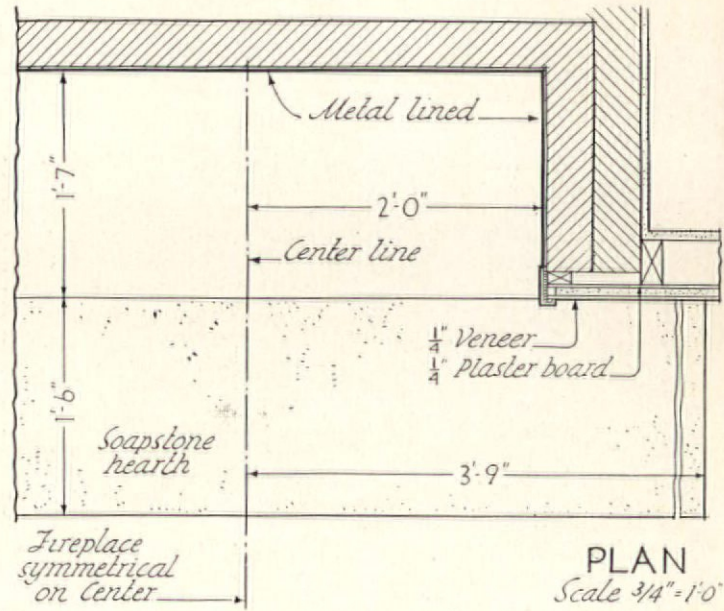 Metal lined
1'-7"
2'-0"
Center line
1/4" Veneer
1/4" Plaster board
1'-6"
Soapstone
hearth
3'-9"
Fireplace
symmetrical
on Center
PLAN
Scale 3/4" = 1'-0"